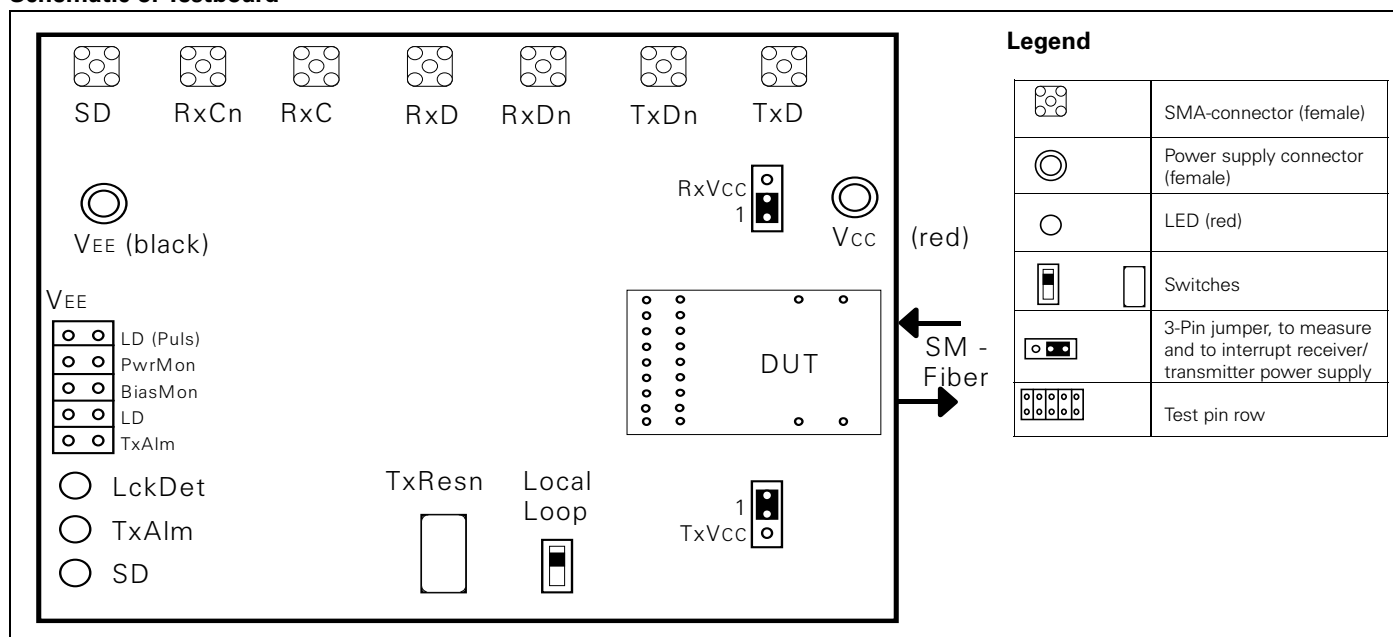 SD RxCn RxC RxD RxDn TxDn TxD
RxVcc
1
VEE (black)
Vcc (red)
VEE
LD (Puls)
PwrMon
BiasMon
LD
TxAlm
DUT
SM -
Fiber
LckDet
TxAlm
SD
TxResn
Local
Loop
1
TxVcc
Legend
SMA-connector (female)
Power supply connector
(female)
LED (red)
Switches
3-Pin jumper, to measure
and to interrupt receiver/
transmitter power supply
Test pin row